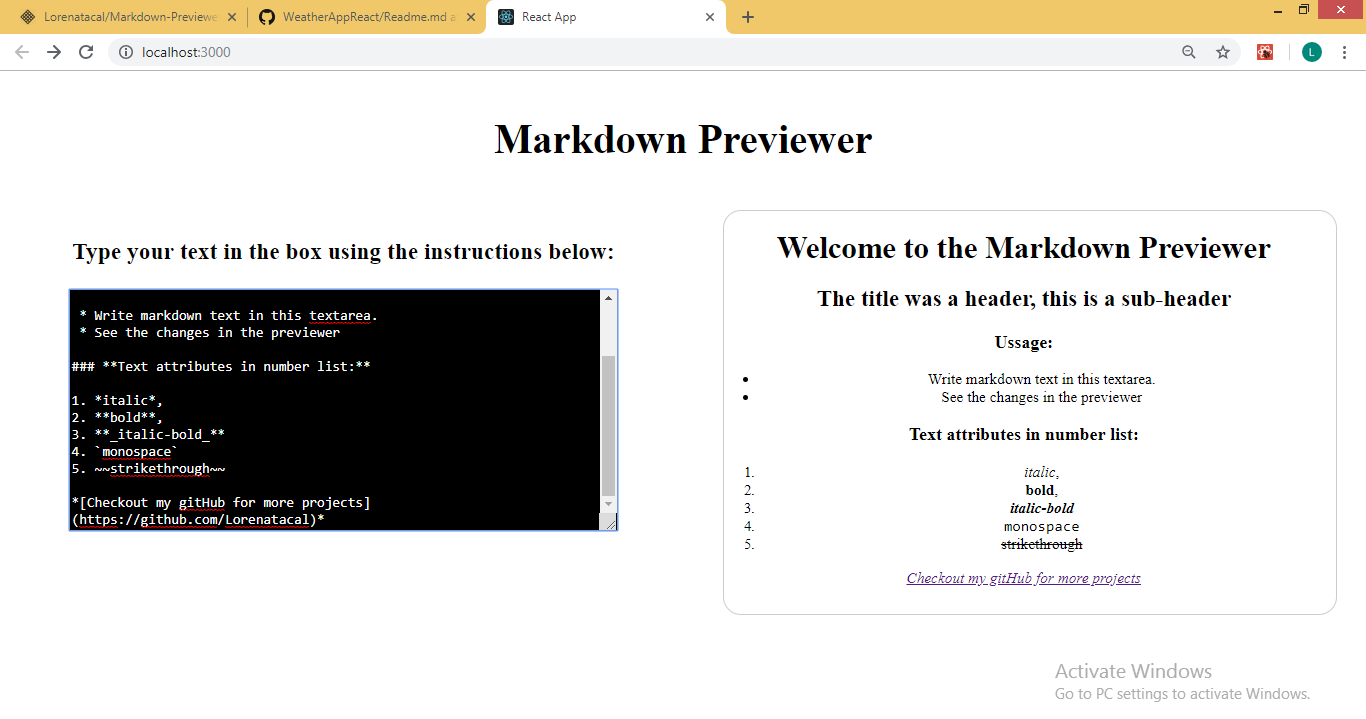 Lorenatacal/Markdown-Previewe
WeatherAppReact/Readme.md a
React App
localhost:3000
L
Markdown Previewer
Type your text in the box using the instructions below:
* Write markdown text in this textarea.
* See the changes in the previewer
### **Text attributes in number list:**
1. *italic*,
2. **bold**,
3. **_italic-bold_**
4. `monospace`
5. ~~strikethrough~~
*[Checkout my gitHub for more projects]
(https://github.com/Lorenatacal)*
Welcome to the Markdown Previewer
The title was a header, this is a sub-header
Ussage:
• Write markdown text in this textarea.
• See the changes in the previewer
Text attributes in number list:
1. italic,
2. bold,
3. italic-bold
4. monospace
5. strikethrough
Checkout my gitHub for more projects
Activate Windows
Go to PC settings to activate Windows.